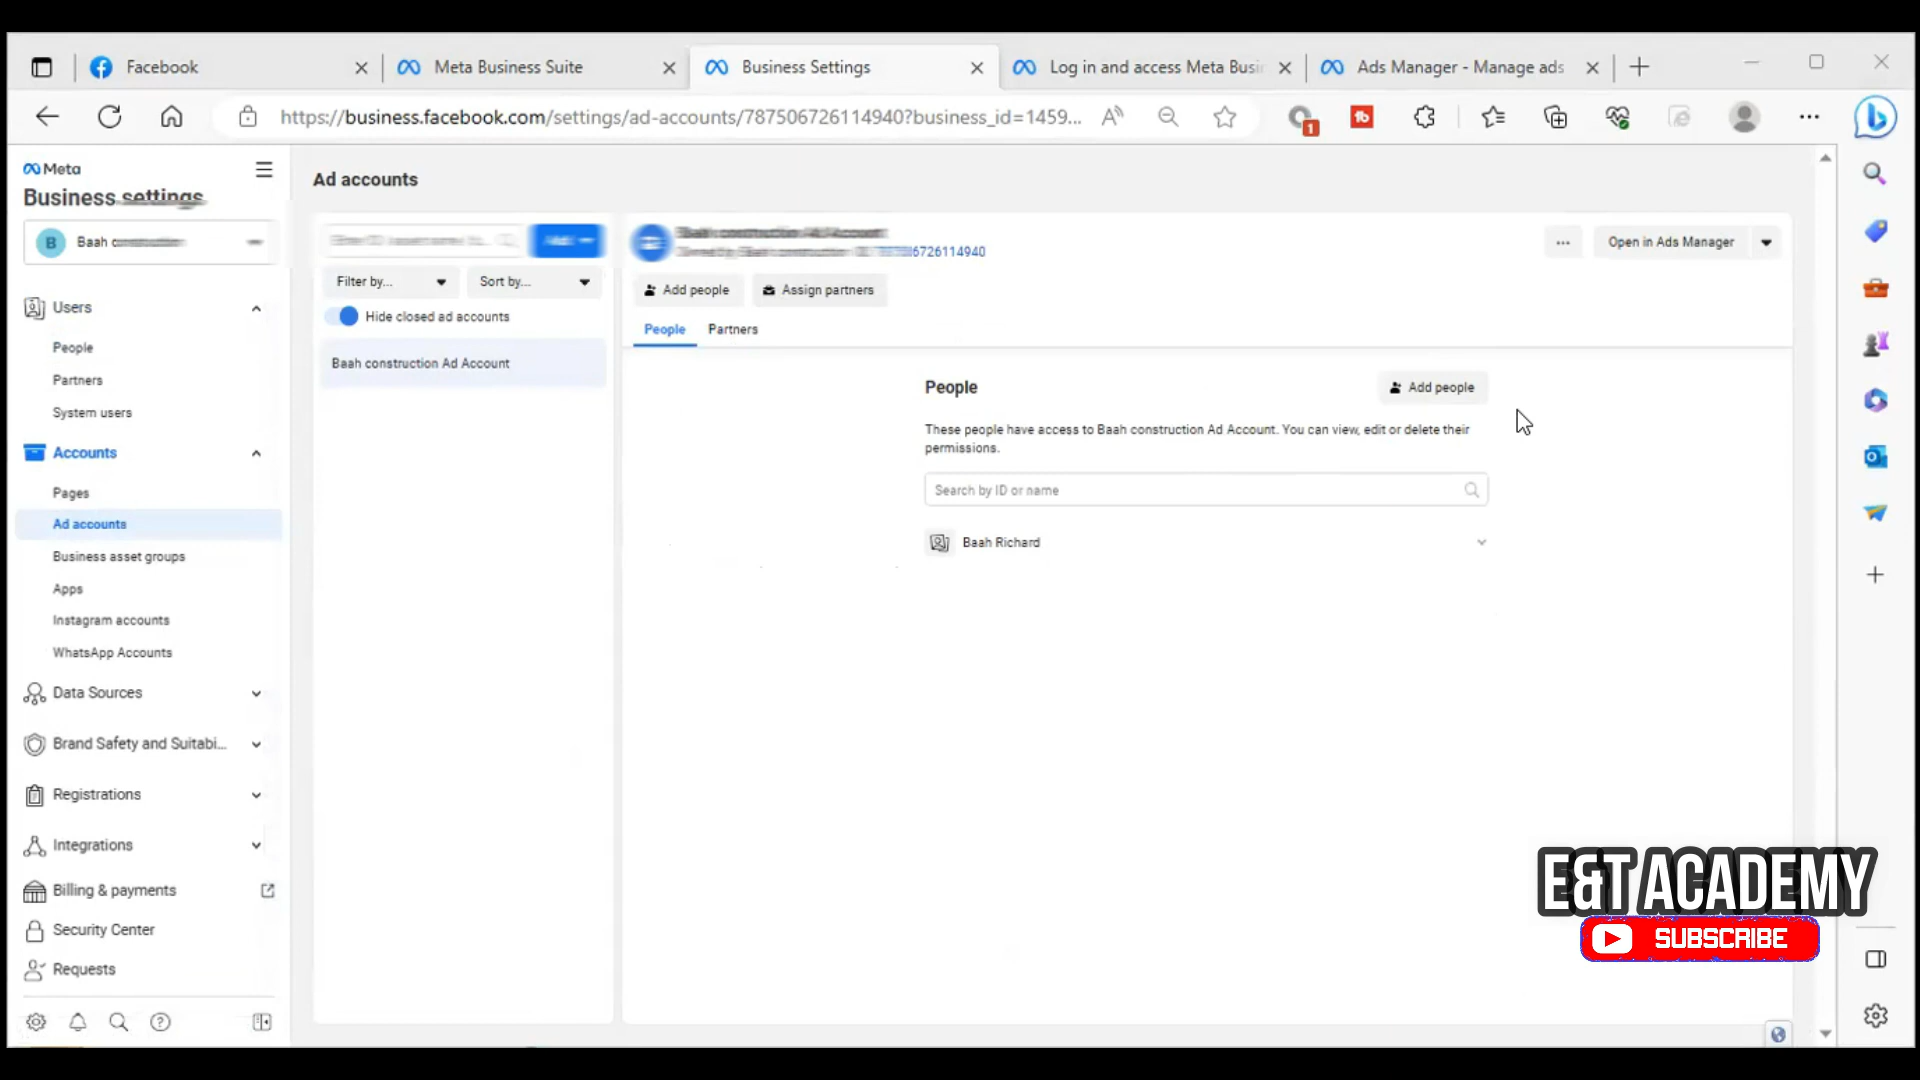 Facebook
Meta Business Suite
Business Settings
Log in and access Meta Busi
Ads Manager - Manage ads
https://business.facebook.com/settings/ad-accounts/787506726114940?business_id=1459...
1
Meta
Business settings
B Baah construction
Users
People
Partners
System users
Accounts
Pages
Ad accounts
Business asset groups
Apps
Instagram accounts
WhatsApp Accounts
Data Sources
Brand Safety and Suitabi...
Registrations
Integrations
Billing & payments
Security Center
Requests
Ad accounts
Filter by...
Sort by...
Hide closed ad accounts
Baah construction Ad Account
Baah construction Ad Account
6726114940
...
Open in Ads Manager
Add people
Assign partners
People
Partners
People
Add people
These people have access to Baah construction Ad Account. You can view, edit or delete their
permissions.
Search by ID or name
Baah Richard
E&T ACADEMY
SUBSCRIBE